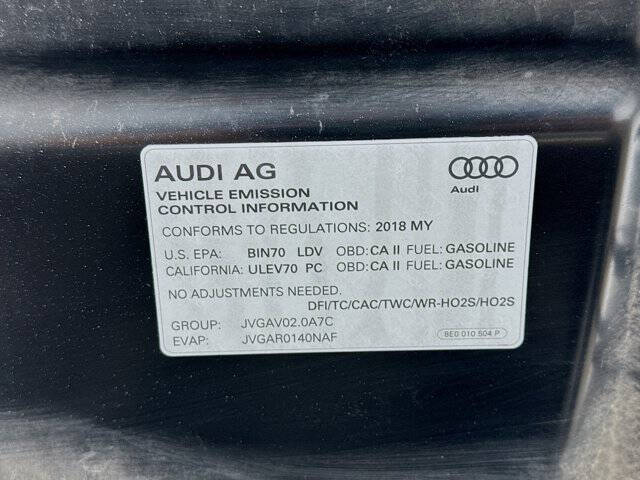 AUDI AG
Audi
VEHICLE EMISSION
CONTROL INFORMATION
CONFORMS TO REGULATIONS: 2018 MY
U.S. EPA: BIN70 LDV OBD: CA II FUEL: GASOLINE
CALIFORNIA: ULEV70 PC OBD: CA II FUEL: GASOLINE
NO ADJUSTMENTS NEEDED.
DFI/TC/CAC/TWC/WR-HO2S/HO2S
GROUP: JVGAV02.0A7C
EVAP: JVGAR0140NAF
8E0 010 504 P